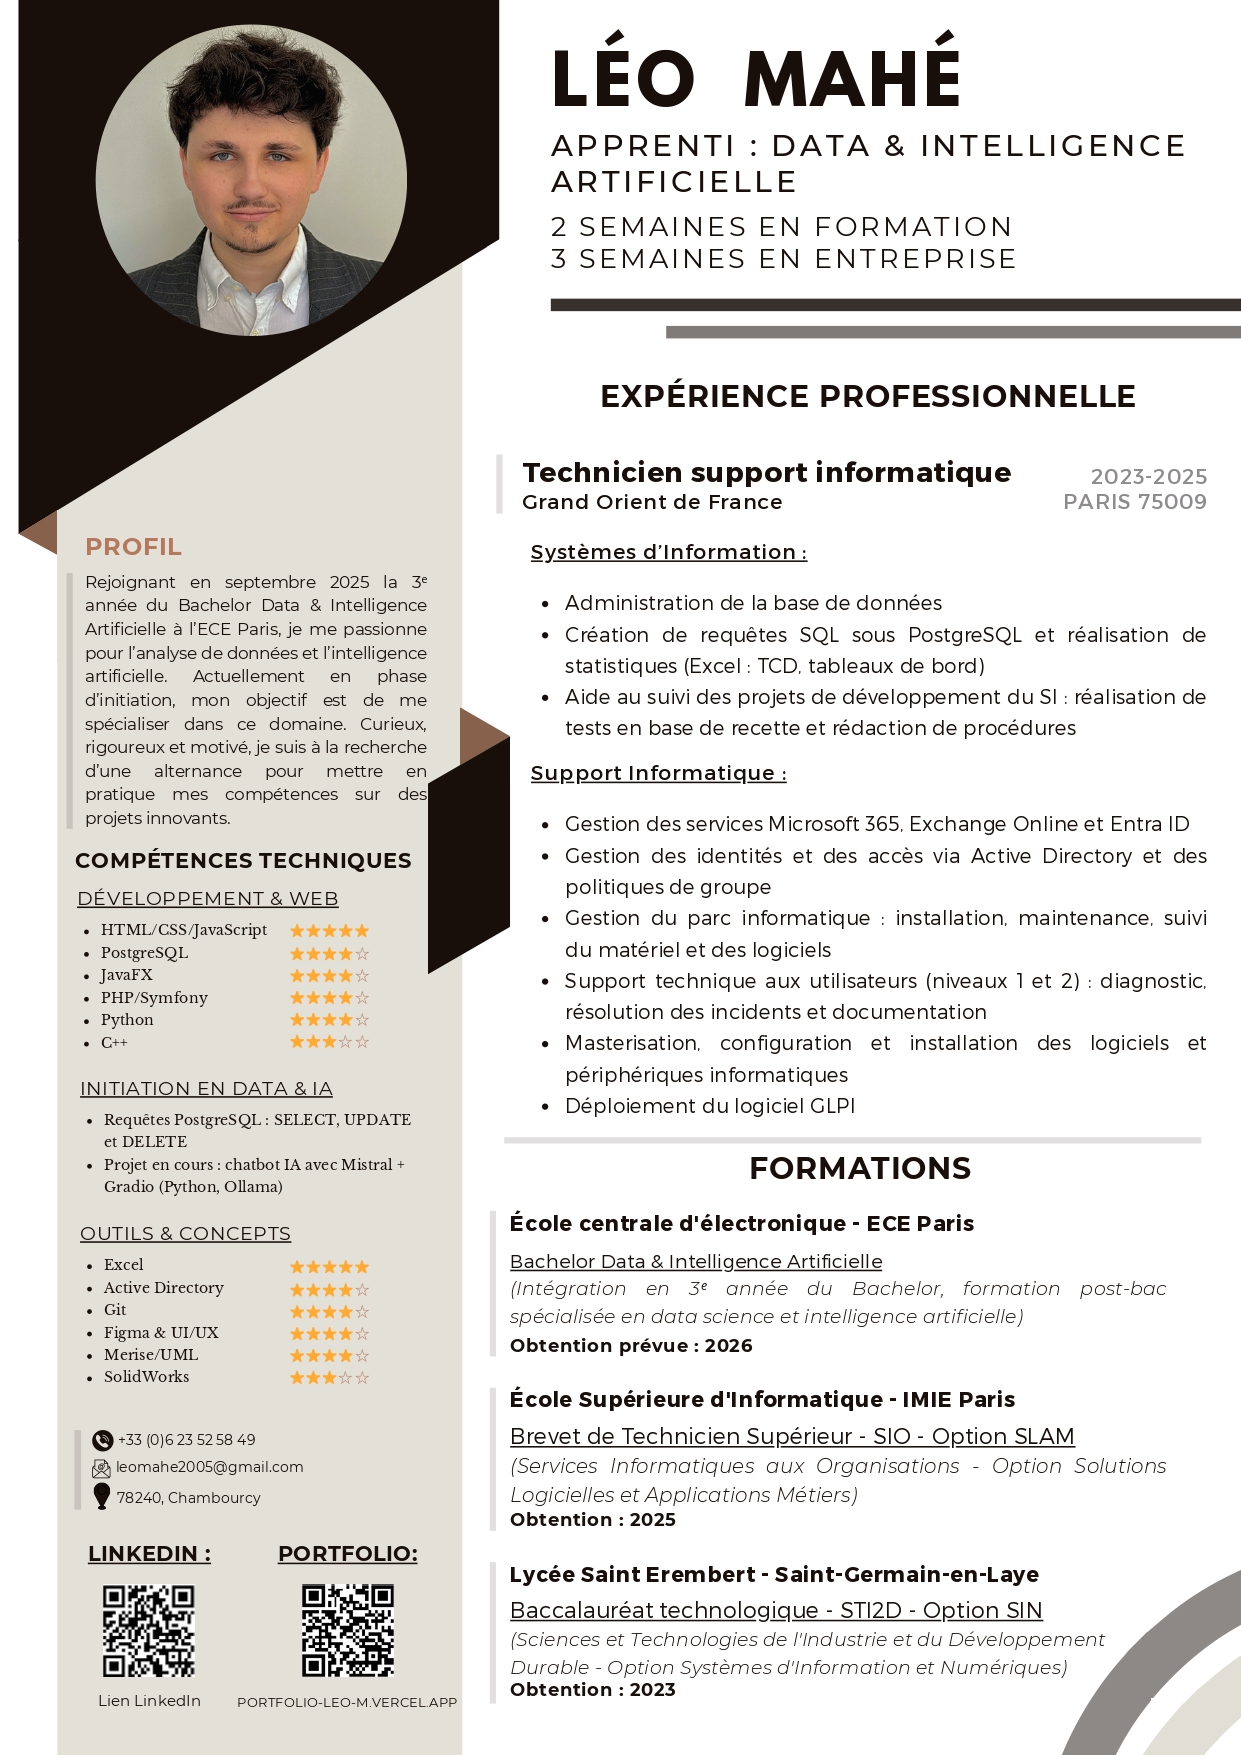 LÉO MAHÉ
APPRENTI : DATA & INTELLIGENCE
ARTIFICIELLE
2 SEMAINES EN FORMATION
3 SEMAINES EN ENTREPRISE
PROFIL
Rejoignant en septembre 2025 la 3ᵉ
année du Bachelor Data & Intelligence
Artificielle à l’ECE Paris, je me passionne
pour l’analyse de données et l’intelligence
artificielle. Actuellement en phase
d’initiation, mon objectif est de me
spécialiser dans ce domaine. Curieux,
rigoureux et motivé, je suis à la recherche
d’une alternance pour mettre en
pratique mes compétences sur des
projets innovants.
COMPÉTENCES TECHNIQUES
DÉVELOPPEMENT & WEB
• HTML/CSS/JavaScript ★★★★★
• PostgreSQL ★★★★☆
• JavaFX ★★★★☆
• PHP/Symfony ★★★★☆
• Python ★★★★☆
• C++ ★★★☆☆
INITIATION EN DATA & IA
• Requêtes PostgreSQL : SELECT, UPDATE
et DELETE
• Projet en cours : chatbot IA avec Mistral +
Gradio (Python, Ollama)
OUTILS & CONCEPTS
• Excel ★★★★★
• Active Directory ★★★★☆
• Git ★★★★☆
• Figma & UI/UX ★★★★☆
• Merise/UML ★★★★☆
• SolidWorks ★★★☆☆
+33 (0)6 23 52 58 49
leomahe2005@gmail.com
78240, Chambourcy
LINKEDIN : PORTFOLIO:
Lien LinkedIn PORTFOLIO-LEO-M.VERCEL.APP
EXPÉRIENCE PROFESSIONNELLE
Technicien support informatique 2023-2025
Grand Orient de France PARIS 75009
Systèmes d’Information :
• Administration de la base de données
• Création de requêtes SQL sous PostgreSQL et réalisation de
statistiques (Excel : TCD, tableaux de bord)
• Aide au suivi des projets de développement du SI : réalisation de
tests en base de recette et rédaction de procédures
Support Informatique :
• Gestion des services Microsoft 365, Exchange Online et Entra ID
• Gestion des identités et des accès via Active Directory et des
politiques de groupe
• Gestion du parc informatique : installation, maintenance, suivi
du matériel et des logiciels
• Support technique aux utilisateurs (niveaux 1 et 2) : diagnostic,
résolution des incidents et documentation
• Masterisation, configuration et installation des logiciels et
périphériques informatiques
• Déploiement du logiciel GLPI
FORMATIONS
École centrale d'électronique - ECE Paris
Bachelor Data & Intelligence Artificielle
(Intégration en 3ᵉ année du Bachelor, formation post-bac
spécialisée en data science et intelligence artificielle)
Obtention prévue : 2026
École Supérieure d'Informatique - IMIE Paris
Brevet de Technicien Supérieur - SIO - Option SLAM
(Services Informatiques aux Organisations - Option Solutions
Logicielles et Applications Métiers)
Obtention : 2025
Lycée Saint Erembert - Saint-Germain-en-Laye
Baccalauréat technologique - STI2D - Option SIN
(Sciences et Technologies de l'Industrie et du Développement
Durable - Option Systèmes d'Information et Numériques)
Obtention : 2023